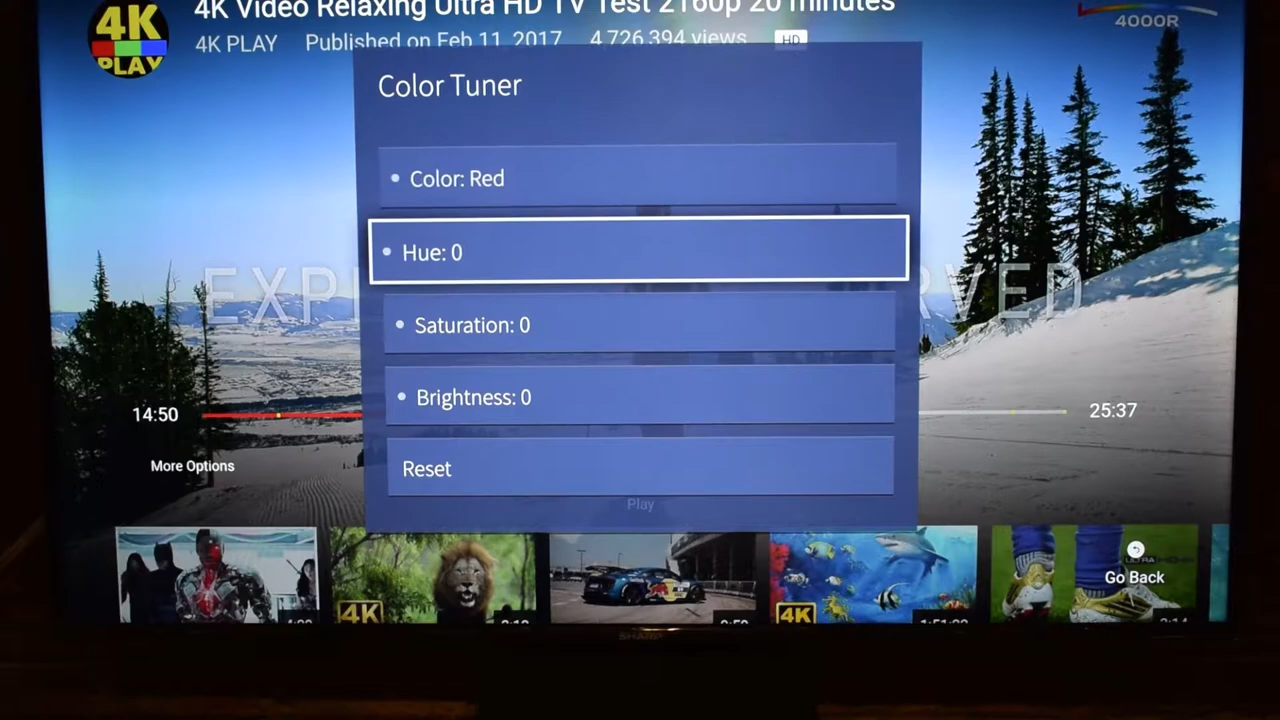 4K Video Relaxing Ultra HD TV Test 2160p 20 minutes
4K PLAY Published on Feb 11, 2017 4,726,394 views HD
4K
PLAY
4000R
Color Tuner
Color: Red
Hue: 0
Saturation: 0
Brightness: 0
Reset
Play
14:50
25:37
More Options
4K
4K
Go Back
SHARP